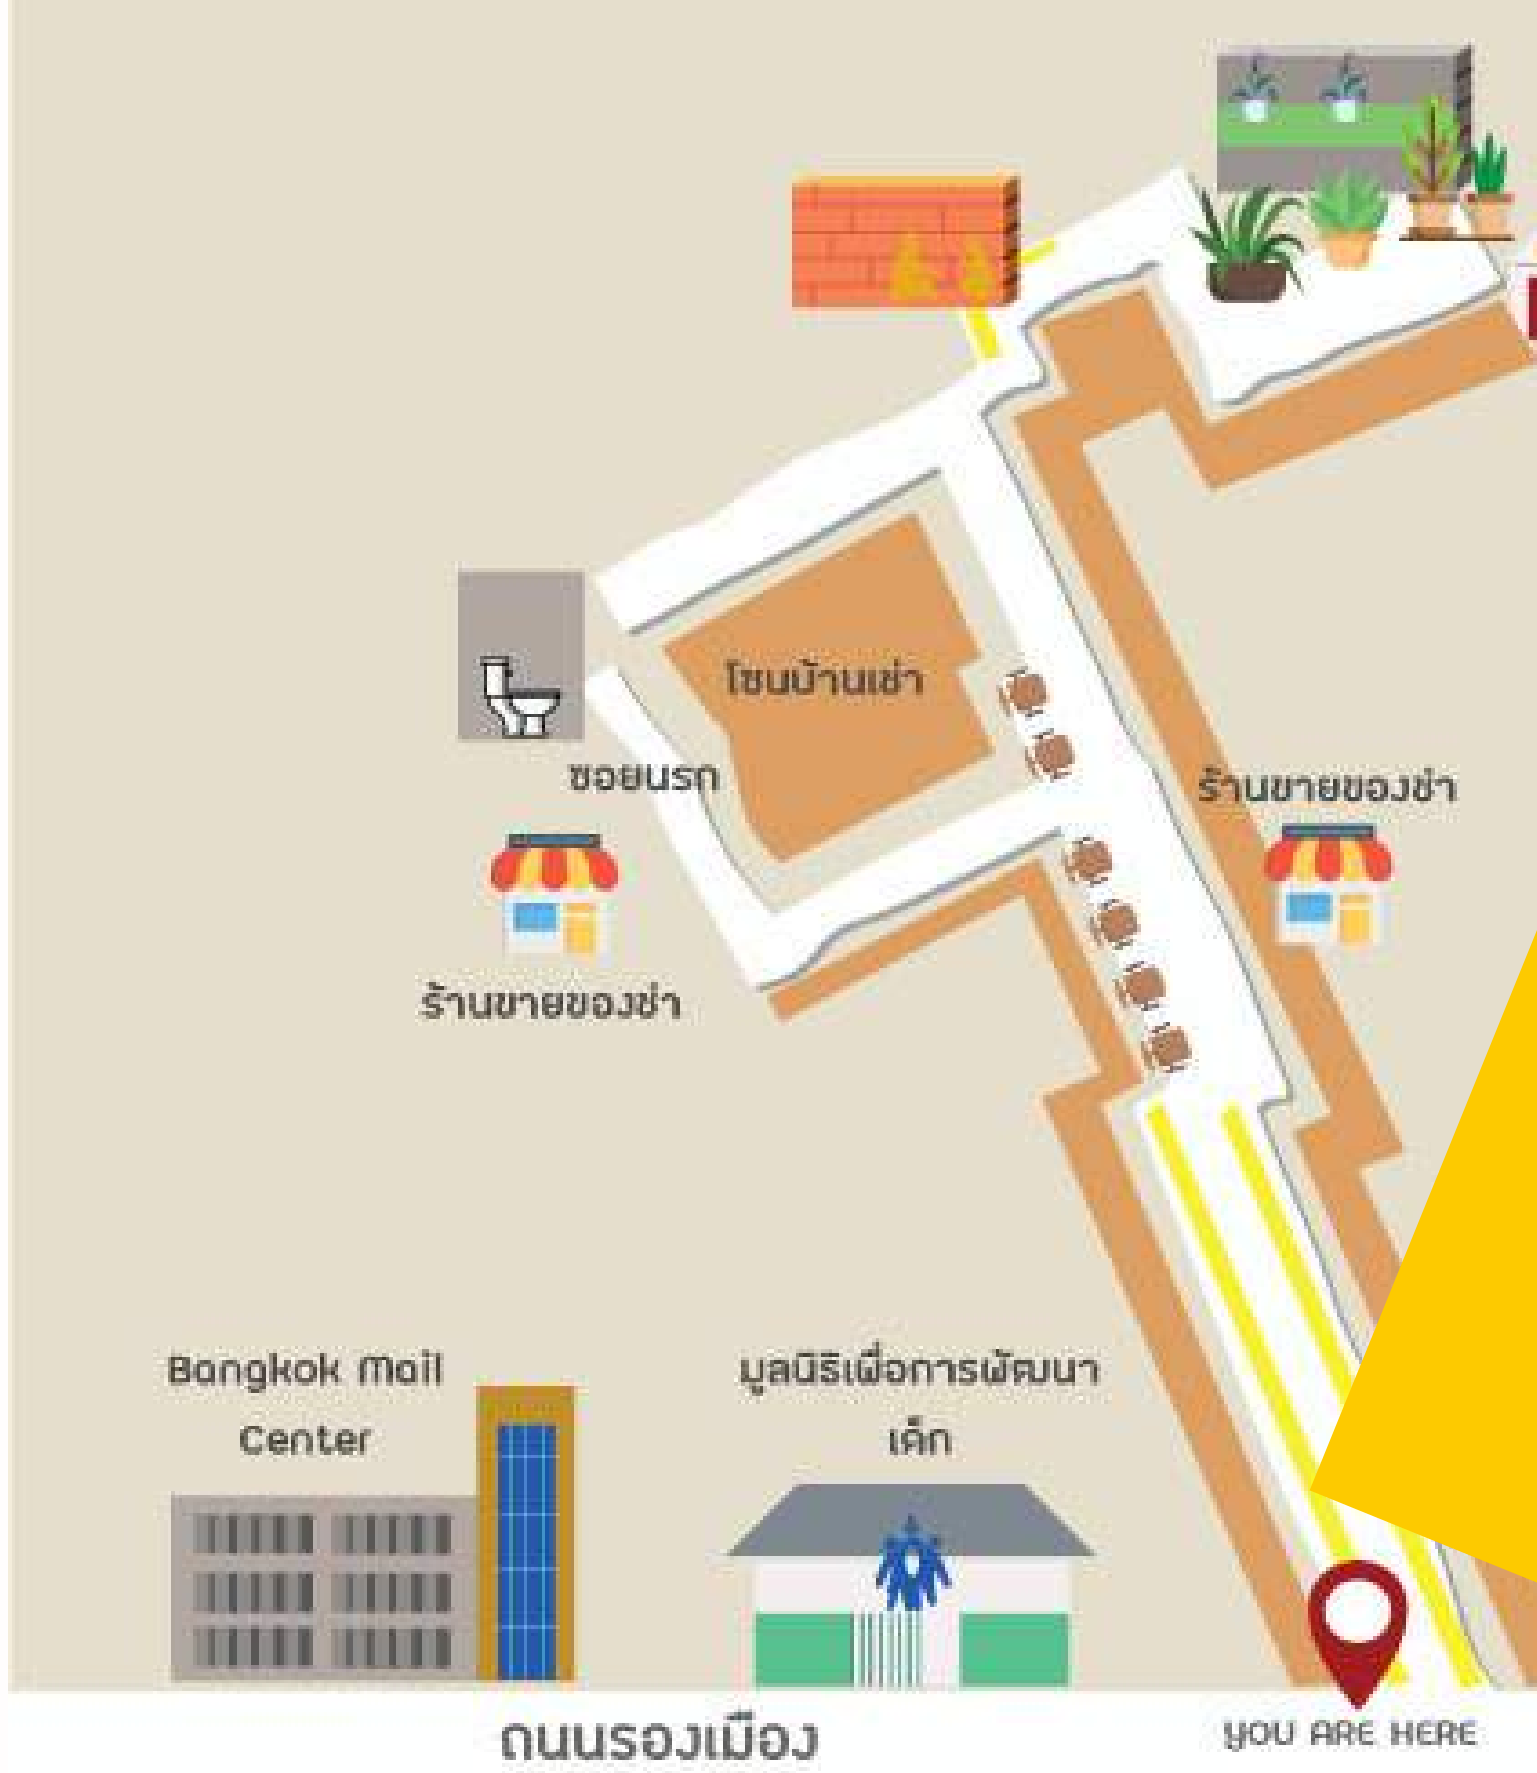 โซนบ้านเช่า
ซอยนรก
ร้านขายของชำ
ร้านขายของชำ
Bangkok Mail
Center
มูลนิธิเพื่อการพัฒนา
เด็ก
ถนนรองเมือง
YOU ARE HERE